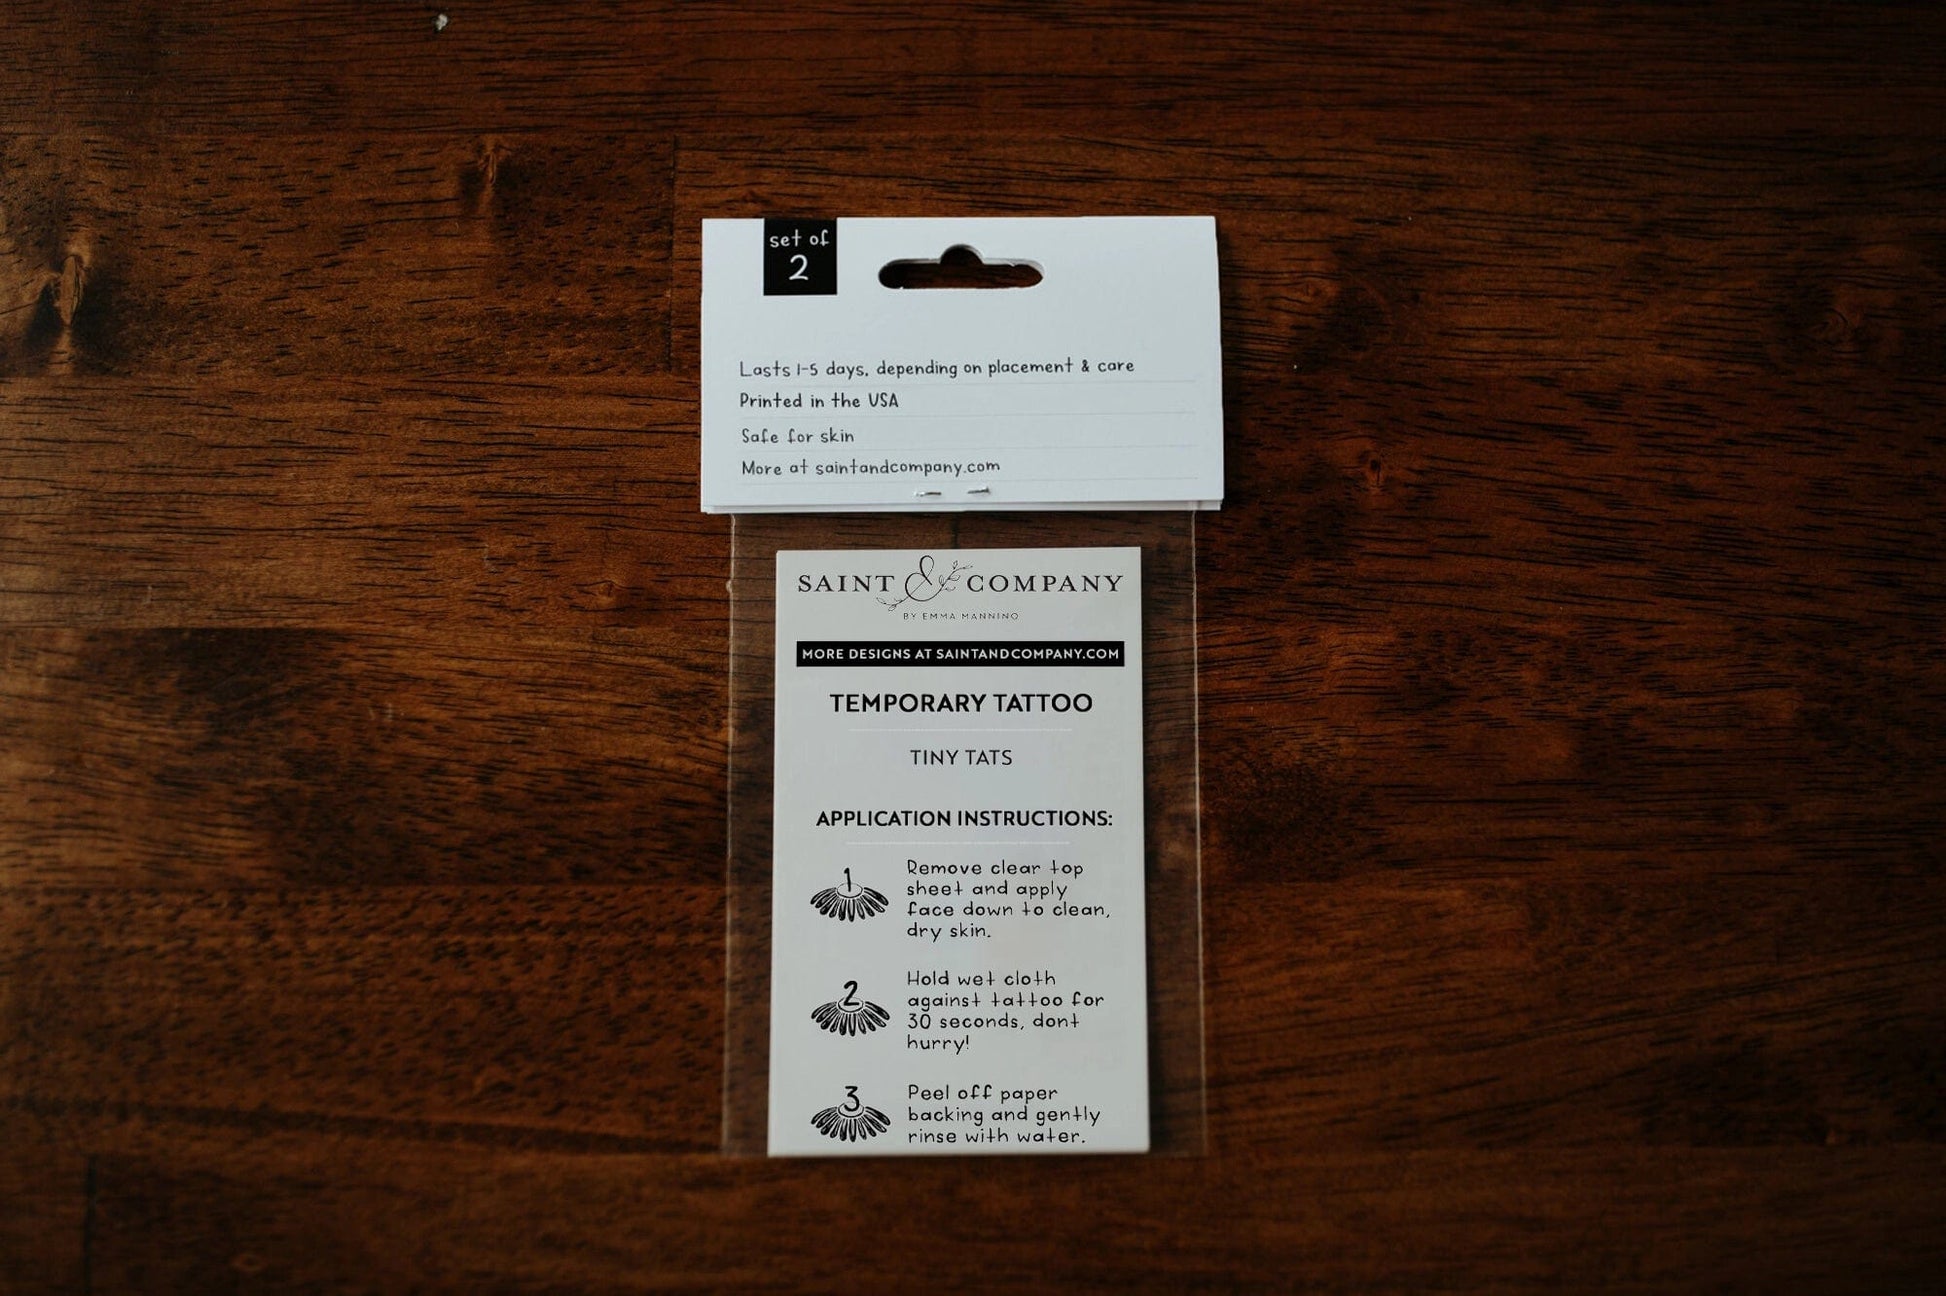 set of
2
Lasts 1-5 days, depending on placement & care
Printed in the USA
Safe for skin
More at saintandcompany.com
SAINT & COMPANY
BY EMMA MANNINO
MORE DESIGNS AT SAINTANDCOMPANY.COM
TEMPORARY TATTOO
TINY TATS
APPLICATION INSTRUCTIONS:
1
Remove clear top
sheet and apply
face down to clean,
dry skin.
2
Hold wet cloth
against tattoo for
30 seconds, dont
hurry!
3
Peel off paper
backing and gently
rinse with water.